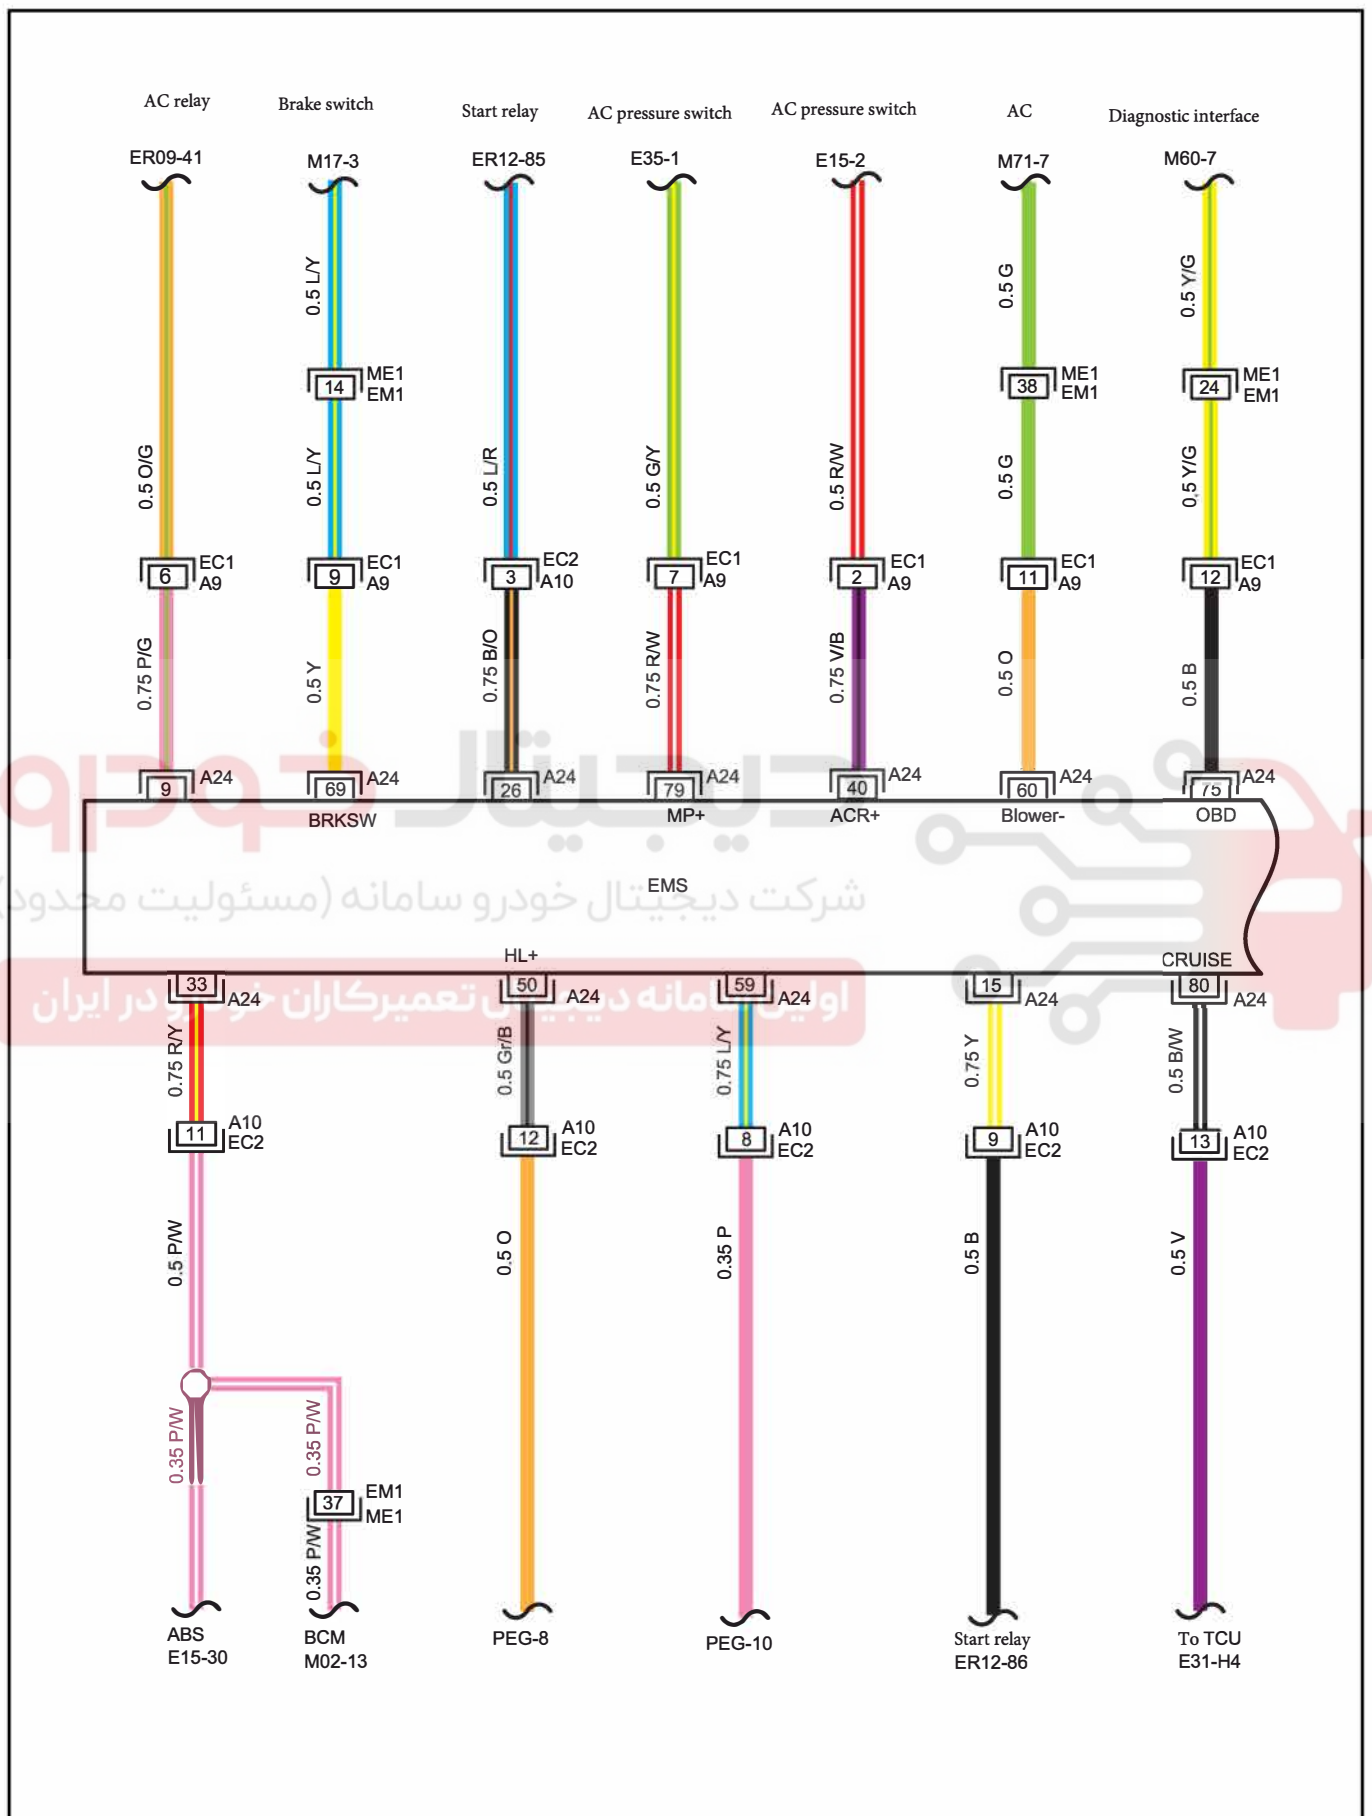 AC relay
Brake switch
Start relay
AC pressure switch
AC pressure switch
AC
Diagnostic interface
ER09-41
M17-3
ER12-85
E35-1
E15-2
M71-7
M60-7
0.5 L/Y
0.5 G
0.5 Y/G
14
ME1
EM1
38
ME1
EM1
24
ME1
EM1
0.5 O/G
0.5 L/Y
0.5 L/R
0.5 G/Y
0.5 R/W
0.5 G
0.5 Y/G
6
EC1
A9
9
EC1
A9
3
EC2
A10
7
EC1
A9
2
EC1
A9
11
EC1
A9
12
EC1
A9
0.75 P/G
0.5 Y
0.75 B/O
0.75 R/W
0.75 V/B
0.5 O
0.5 B
دیجیتال خودرو
9
A24
69
A24
26
A24
79
A24
40
A24
60
A24
75
A24
BRKSW
MP+
ACR+
Blower-
OBD
EMS
شرکت دیجیتال خودرو سامانه (مسئولیت محدود)
HL+
CRUISE
33
A24
50
A24
59
A24
15
A24
80
A24
اولین سامانه دیجیتال تعمیرکاران خودرو در ایران
0.75 R/Y
0.5 Gr/B
0.75 L/Y
0.75 Y
0.5 B/W
11
A10
EC2
12
A10
EC2
8
A10
EC2
9
A10
EC2
13
A10
EC2
0.5 P/W
0.5 O
0.35 P
0.5 B
0.5 V
0.35 P/W
0.35 P/W
37
EM1
ME1
0.35 P/W
ABS
E15-30
BCM
M02-13
PEG-8
PEG-10
Start relay
ER12-86
To TCU
E31-H4